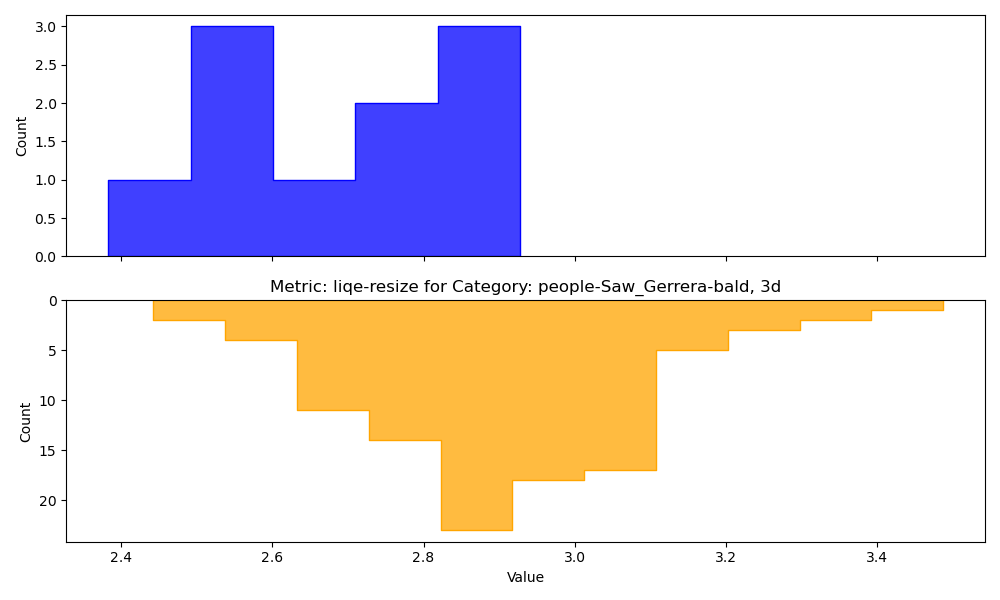 3.0
2.5
2.0
1.5
1.0
0.5
0.0
Count
Metric: liqe-resize for Category: people-Saw_Gerrera-bald, 3d
0
5
10
15
20
Count
2.4 2.6 2.8 3.0 3.2 3.4
Value